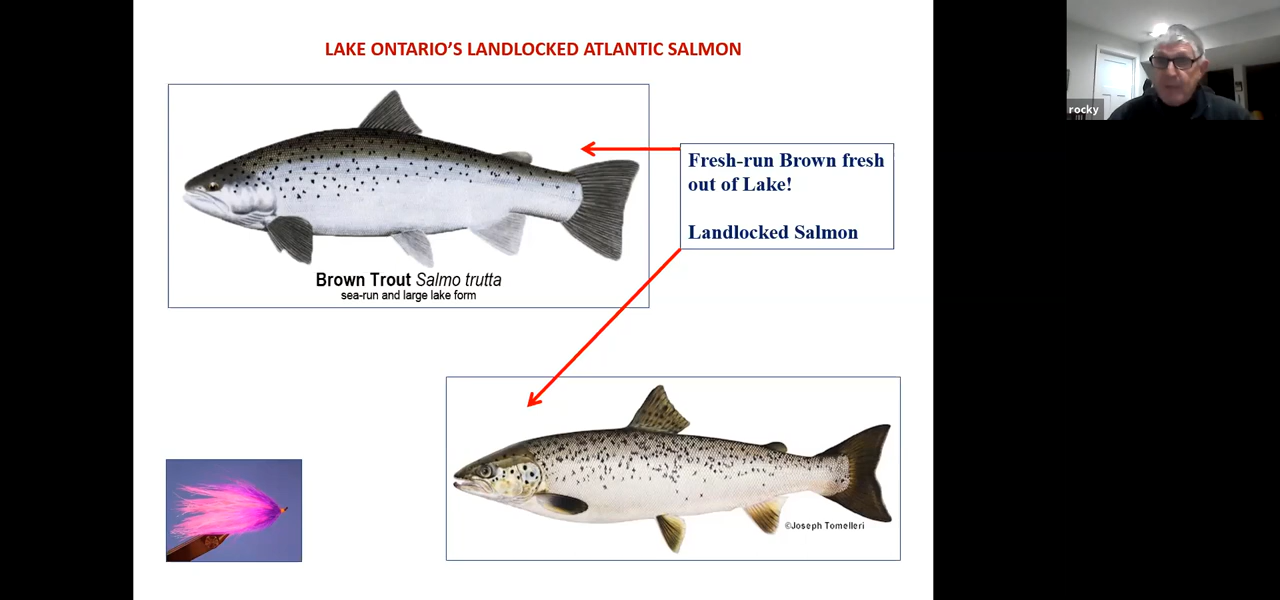 LAKE ONTARIO'S LANDLOCKED ATLANTIC SALMON
rocky
Fresh-run Brown fresh
out of Lake!
Landlocked Salmon
Brown Trout Salmo trutta
sea-run and large lake form
©Joseph Tomelleri